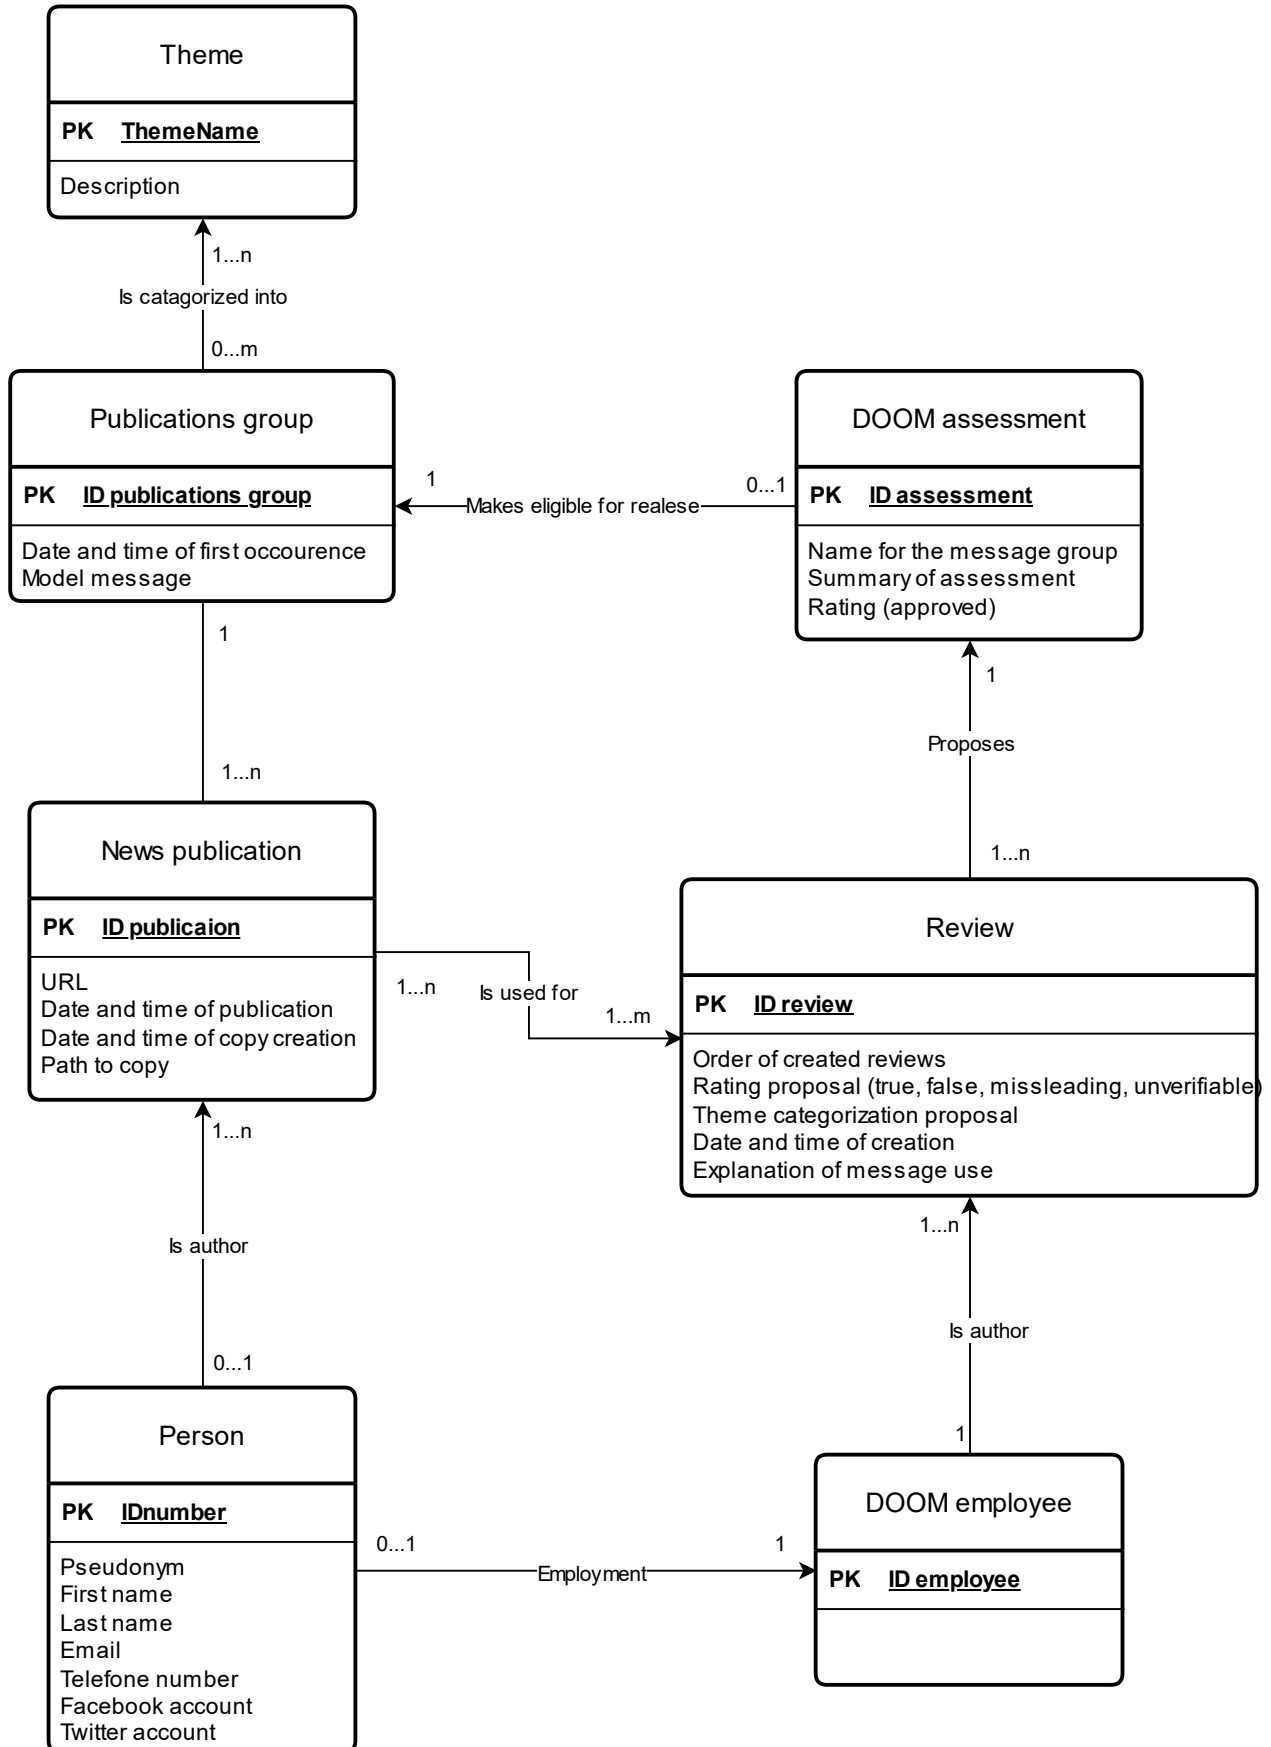 Theme
PK ThemeName
Description
1...n
Is catagorized into
0...m
Publications group
PK ID publications group
Date and time of first occourence
Model message
1
Makes eligible for realese
0...1
DOOM assessment
PK ID assessment
Name for the message group
Summary of assessment
Rating (approved)
1
1...n
1
Proposes
1...n
News publication
PK ID publicaion
URL
Date and time of publication
Date and time of copy creation
Path to copy
1...n
Is used for
1...m
Review
PK ID review
Order of created reviews
Rating proposal (true, false, missleading, unverifiable)
Theme categorization proposal
Date and time of creation
Explanation of message use
1...n
Is author
0...1
1...n
Is author
1
Person
PK IDnumber
Pseudonym
First name
Last name
Email
Telefone number
Facebook account
Twitter account
0...1
Employment
1
DOOM employee
PK ID employee